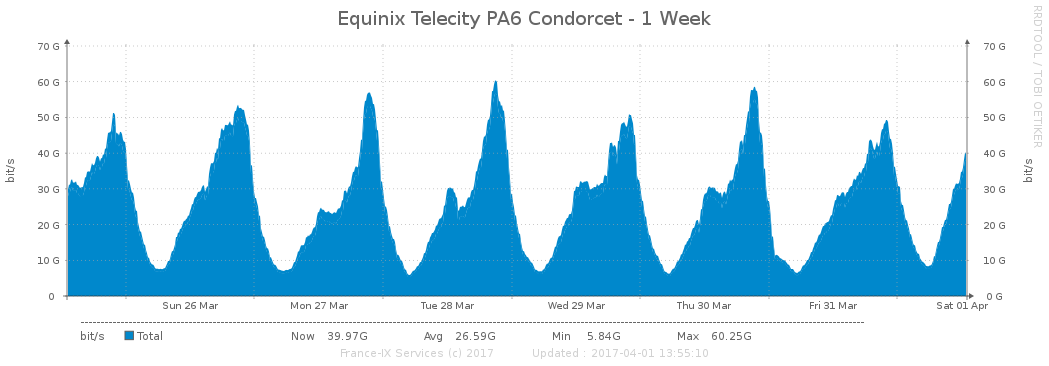 Equinix Telecity PA6 Condorcet - 1 Week
RRDTOOL / TOBI OETIKER
bit/s
70 G
60 G
50 G
40 G
30 G
20 G
10 G
0
70 G
60 G
50 G
40 G
30 G
20 G
10 G
0 G
bit/s
Sun 26 Mar Mon 27 Mar Tue 28 Mar Wed 29 Mar Thu 30 Mar Fri 31 Mar Sat 01 Apr
bit/s Total Now 39.97G Avg 26.59G Min 5.84G Max 60.25G
France-IX Services (c) 2017 Updated : 2017-04-01 13:55:10